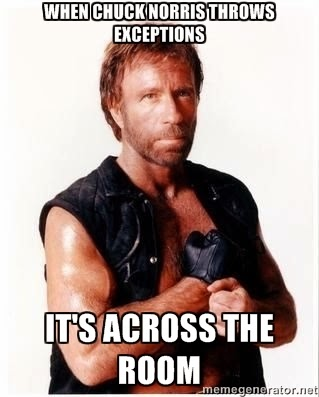 WHEN CHUCK NORRIS THROWS
EXCEPTIONS
IT'S ACROSS THE
ROOM
memegenerator.net